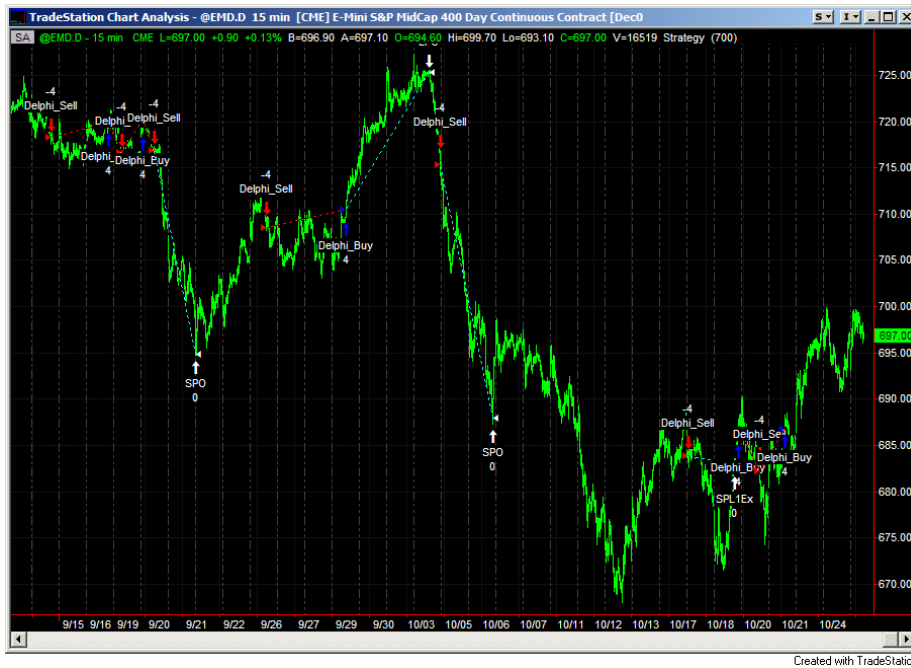 TradeStation Chart Analysis - @EMD.D 15 min [CME] E-Mini S&P MidCap 400 Day Continuous Contract [Dec0
S I
SA @EMD.D - 15 min CME L=697.00 +0.90 +0.13% B=696.90 A=697.10 O=694.60 Hi=699.70 Lo=693.10 C=697.00 V=16519 Strategy (700)
725.00
-4
Delphi_Sell
-4
Delphi_
-4
Delphi_Sell
-4
Delphi_Sell
720.00
Delphi_
4
Delphi_Buy
4
715.00
-4
Delphi_Sell
710.00
Delphi_Buy
4
705.00
700.00
697.00
695.00
SPO
0
690.00
-4
Delphi_Sell
-4
Delphi_Se
685.00
SPO
0
Delphi_Buy
4
Delphi_Buy
4
680.00
SPL1Ex
0
675.00
670.00
9/15 9/16 9/19 9/20 9/21 9/22 9/26 9/27 9/29 9/30 10/03 10/05 10/06 10/07 10/11 10/12 10/13 10/17 10/18 10/20 10/21 10/24
Created with TradeStatio